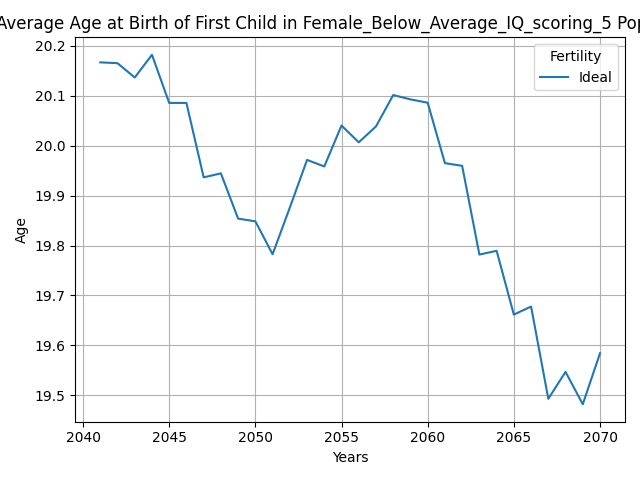 Average Age at Birth of First Child in Female_Below_Average_IQ_scoring_5 Pop
Fertility
Ideal
20.2
20.1
20.0
19.9
19.8
19.7
19.6
19.5
Age
2040 2045 2050 2055 2060 2065 2070
Years